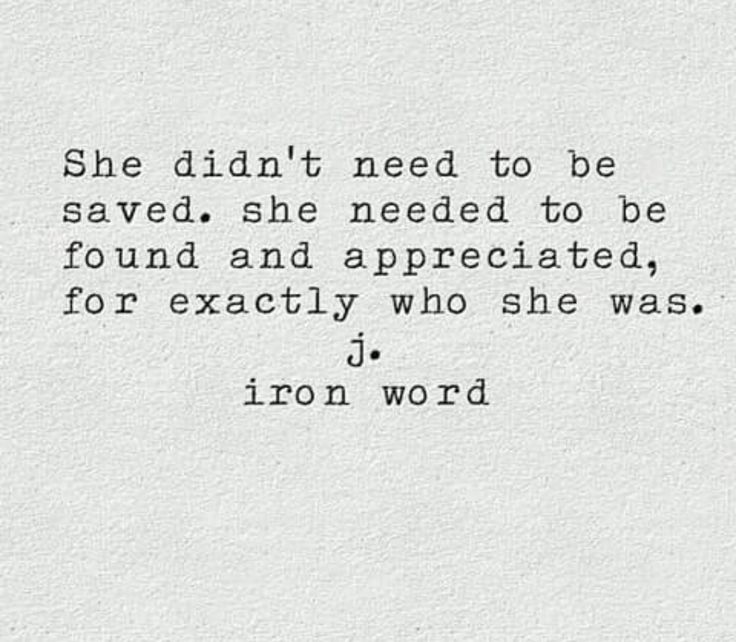 She didn't need to be
saved. she needed to be
found and appreciated,
for exactly who she was.
j.
iron word